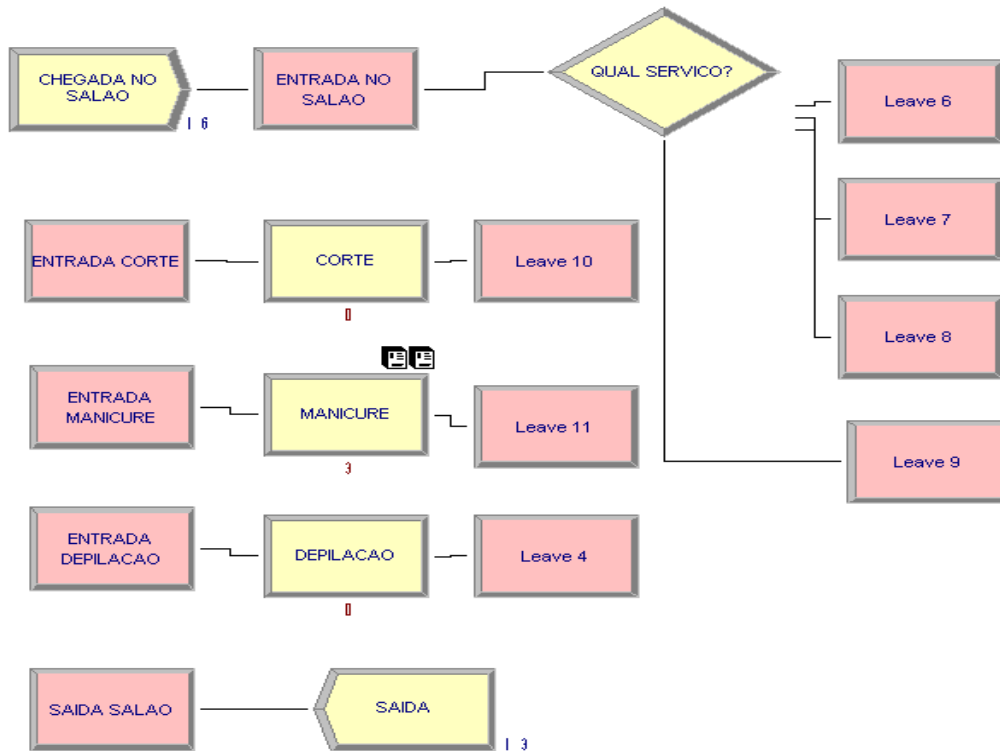 CHEGADA NO
SALAO
ENTRADA NO
SALAO
QUAL SERVICO?
Leave 6
1 6
Leave 7
ENTRADA CORTE
CORTE
Leave 10
0
Leave 8
ENTRADA
MANICURE
MANICURE
Leave 11
3
Leave 9
ENTRADA
DEPILACAO
DEPILACAO
Leave 4
0
SAIDA SALAO
SAIDA
1 3